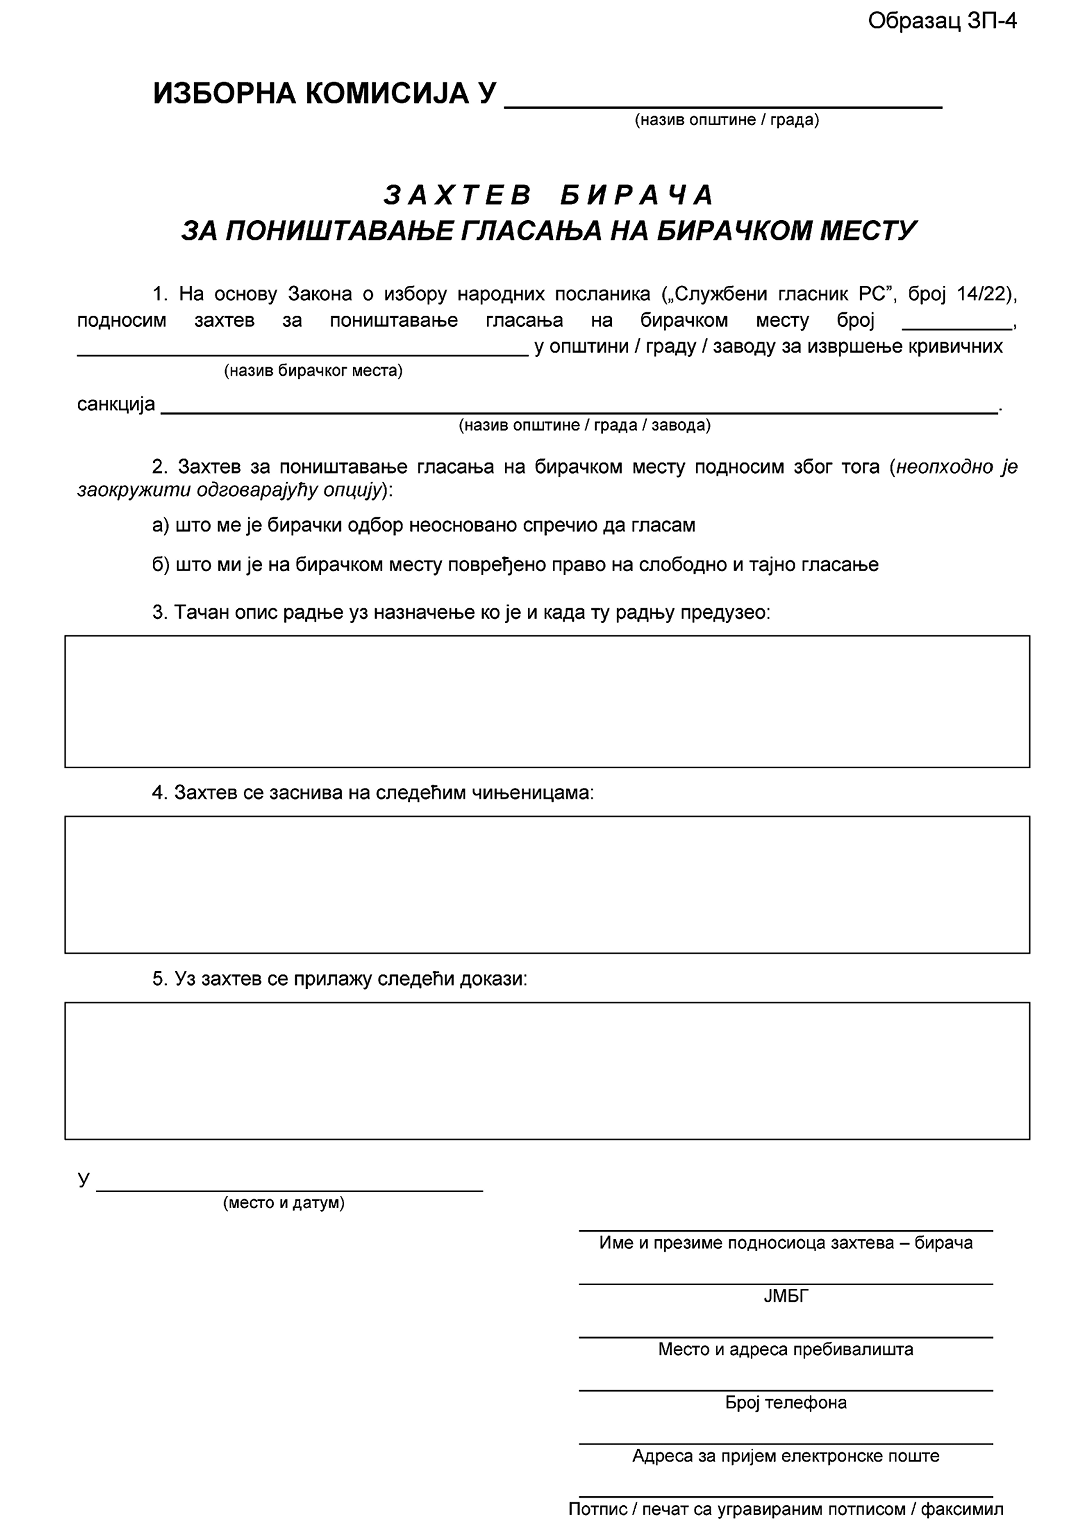 Образац ЗП-4
ИЗБОРНА КОМИСИЈА У
(назив општине / града)
ЗАХТЕВ БИРАЧА
ЗА ПОНИШТАВАЊЕ ГЛАСАЊА НА БИРАЧКОМ МЕСТУ
1. На основу Закона о избору народних посланика („Службени гласник РС”, број 14/22),
подносим захтев за поништавање гласања на бирачком месту број __________,
у општини / граду / заводу за извршење кривичних
(назив бирачког места)
санкција ______________________________.
(назив општине / града / завода)
2. Захтев за поништавање гласања на бирачком месту подносим због тога (неопходно је
заокружити одговарајућу опцију):
а) што ме је бирачки одбор неосновано спречио да гласам
б) што ми је на бирачком месту повређено право на слободно и тајно гласање
3. Тачан опис радње уз назначење ко је и када ту радњу предузео:
4. Захтев се заснива на следећим чињеницама:
5. Уз захтев се прилажу следећи докази:
У
(место и датум)
Име и презиме подносиоца захтева – бирача
ЈМБГ
Место и адреса пребивалишта
Број телефона
Адреса за пријем електронске поште
Потпис / печат са угравираним потписом / факсимил